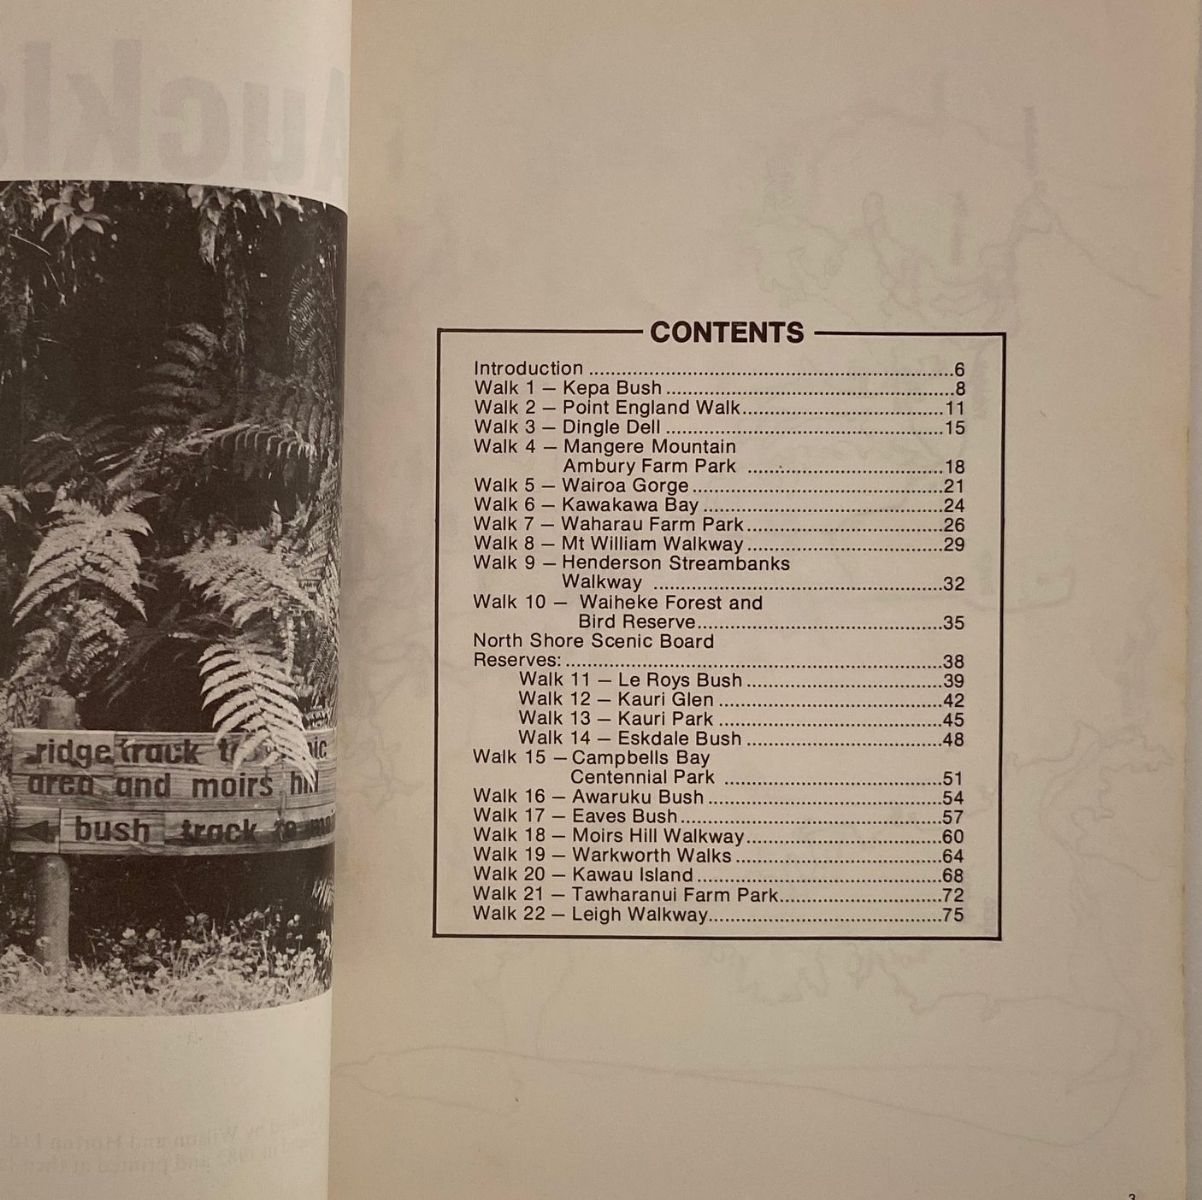 ridge track to
area and moirs hill
bush track to
CONTENTS
Introduction ........6
Walk 1 — Kepa Bush ........8
Walk 2 — Point England Walk........11
Walk 3 — Dingle Dell ........15
Walk 4 — Mangere Mountain
Ambury Farm Park ........18
Walk 5 — Wairoa Gorge........21
Walk 6 — Kawakawa Bay ........24
Walk 7 — Waharau Farm Park........26
Walk 8 — Mt William Walkway........29
Walk 9 — Henderson Streambanks
Walkway ........32
Walk 10 — Waiheke Forest and
Bird Reserve........35
North Shore Scenic Board
Reserves: ........38
Walk 11 — Le Roys Bush ........39
Walk 12 — Kauri Glen ........42
Walk 13 — Kauri Park ........45
Walk 14 — Eskdale Bush ........48
Walk 15 — Campbells Bay
Centennial Park ........51
Walk 16 — Awaruku Bush ........54
Walk 17 — Eaves Bush ........57
Walk 18 — Moirs Hill Walkway........60
Walk 19 — Warkworth Walks ........64
Walk 20 — Kawau Island ........68
Walk 21 — Tawharanui Farm Park........72
Walk 22 — Leigh Walkway........75
3